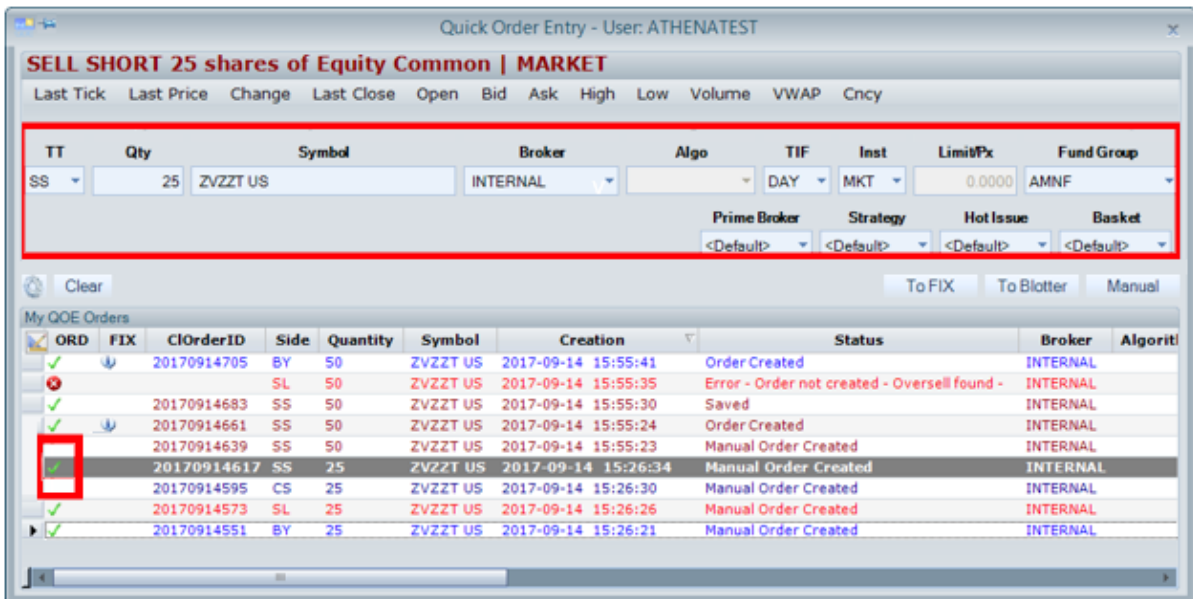 Quick Order Entry - User: ATHENATEST
SELL SHORT 25 shares of Equity Common | MARKET
Last Tick Last Price Change Last Close Open Bid Ask High Low Volume VWAP Cncy
TT Qty Symbol Broker Algo TIF Inst Limit/Px Fund Group
SS 25 ZVZZT US INTERNAL DAY MKT 0.0000 AMNF
Prime Broker Strategy Hot Issue Basket
<Default> <Default> <Default> <Default>
Clear To FIX To Blotter Manual
My QOE Orders
ORD FIX ClOrderID Side Quantity Symbol Creation Status Broker Algorit
20170914705 BY 50 ZVZZT US 2017-09-14 15:55:41 Order Created INTERNAL
SL 50 ZVZZT US 2017-09-14 15:55:35 Error - Order not created - Oversell found - INTERNAL
20170914683 SS 50 ZVZZT US 2017-09-14 15:55:30 Saved INTERNAL
20170914661 SS 50 ZVZZT US 2017-09-14 15:55:24 Order Created INTERNAL
20170914639 SS 50 ZVZZT US 2017-09-14 15:55:23 Manual Order Created INTERNAL
20170914617 SS 25 ZVZZT US 2017-09-14 15:26:34 Manual Order Created INTERNAL
20170914595 CS 25 ZVZZT US 2017-09-14 15:26:30 Manual Order Created INTERNAL
20170914573 SL 25 ZVZZT US 2017-09-14 15:26:26 Manual Order Created INTERNAL
20170914551 BY 25 ZVZZT US 2017-09-14 15:26:21 Manual Order Created INTERNAL